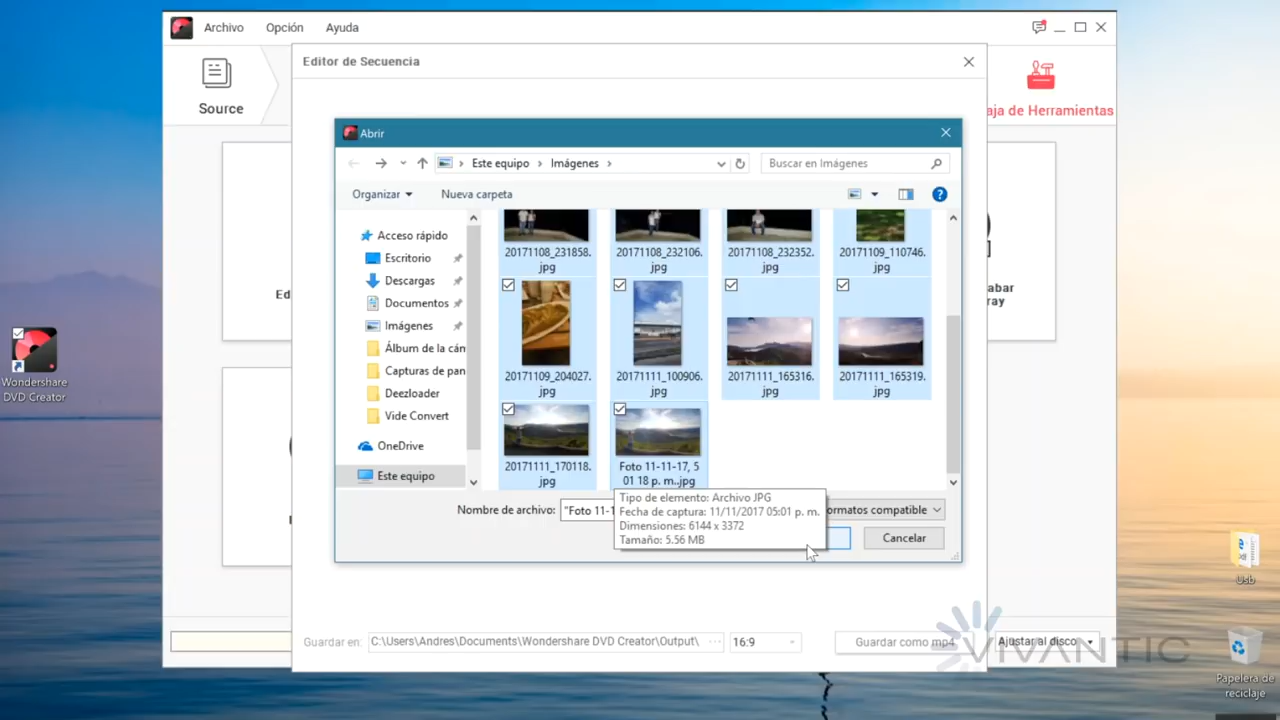 Archivo Opción Ayuda
Editor de Secuencia
Source
aja de Herramientas
Abrir
Este equipo > Imágenes >
Buscar en Imágenes
Organizar Nueva carpeta
Acceso rápido
Escritorio
Descargas
Documentos
Imágenes
Álbum de la cám
Capturas de pan
Deezloader
Vide Convert
OneDrive
Este equipo
20171108_231858.
jpg
20171108_232106.
jpg
20171108_232352.
jpg
20171109_110746.
jpg
20171109_204027.
jpg
20171111_100906.
jpg
20171111_165316.
jpg
20171111_165319.
jpg
20171111_170118.
jpg
Foto 11-11-17, 5
01 18 p. m..jpg
Tipo de elemento: Archivo JPG
Fecha de captura: 11/11/2017 05:01 p. m.
Dimensiones: 6144 x 3372
Tamaño: 5.56 MB
Nombre de archivo: "Foto 11-1
ormatos compatible
Cancelar
Ed
abar
ray
Guardar en: C:\Users\Andres\Documents\Wondershare DVD Creator\Output\ ··· 16:9
Guardar como mp4
Ajustar al disco
VIVANTIC
Wondershare
DVD Creator
Usb
Papelera de
reciclaje